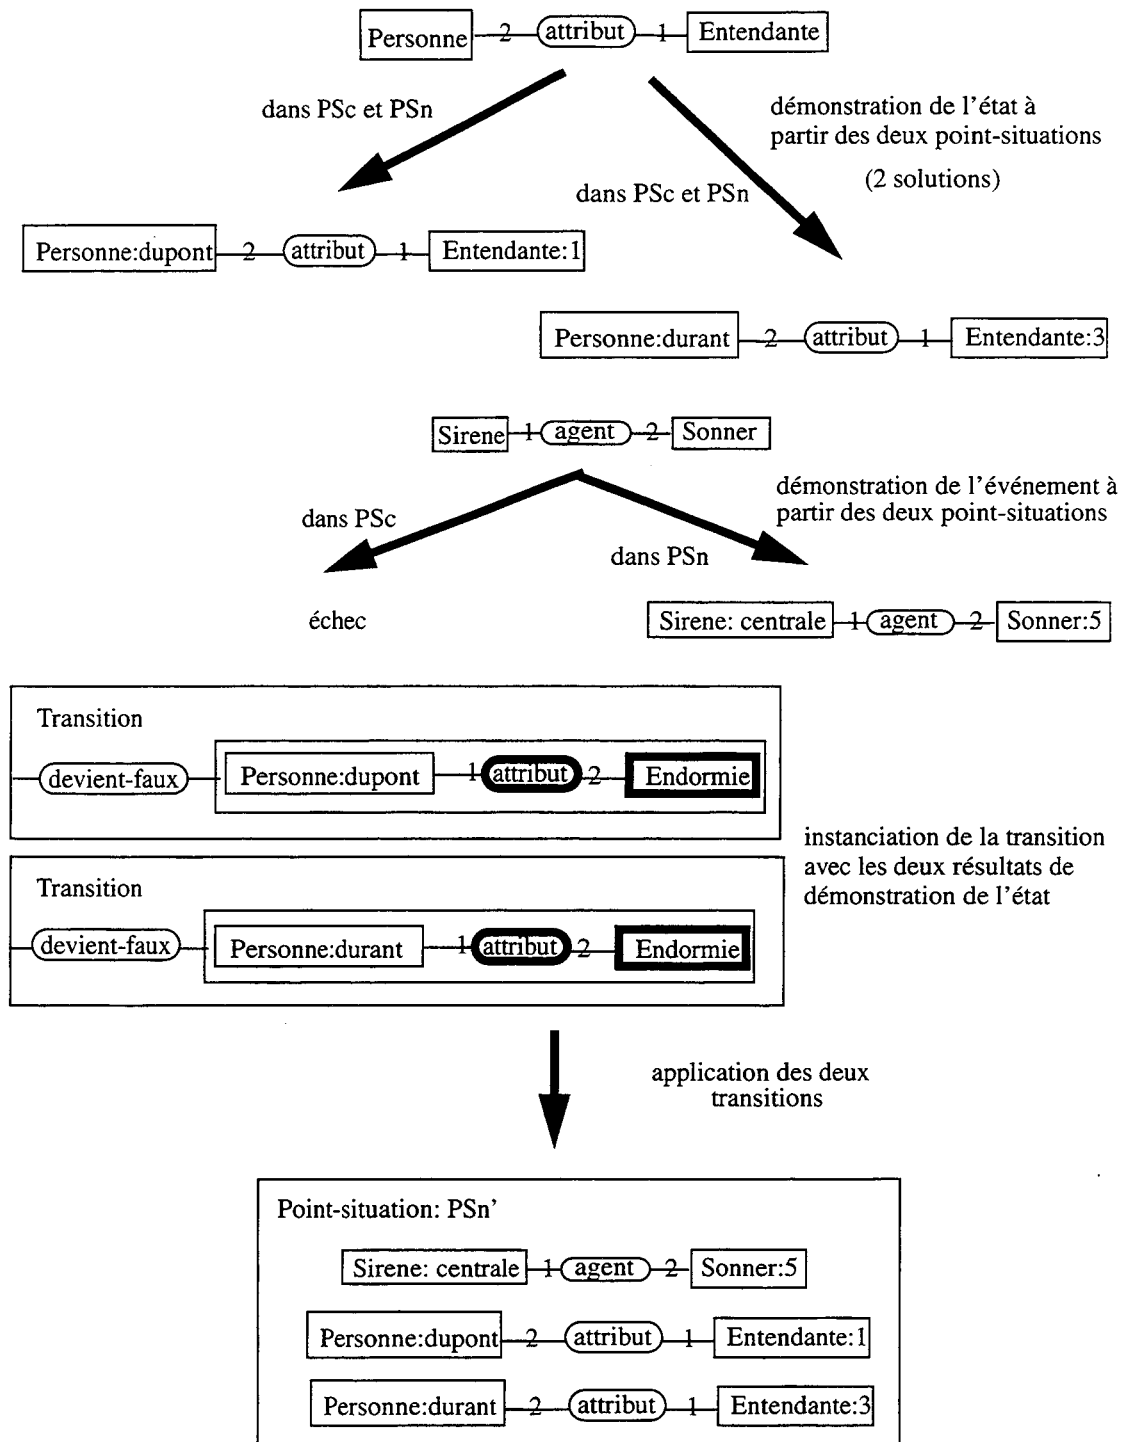 Personne 2 attribut 1 Entendante
dans PSc et PSn
démonstration de l'état à
partir des deux point-situations
(2 solutions)
dans PSc et PSn
Personne:dupont 2 attribut 1 Entendante:1
Personne:durant 2 attribut 1 Entendante:3
Sirene 1 agent 2 Sonner
démonstration de l'événement à
partir des deux point-situations
dans PSc
dans PSn
échec
Sirene: centrale 1 agent 2 Sonner:5
Transition
devient-faux Personne:dupont 1 attribut 2 Endormie
instanciation de la transition
avec les deux résultats de
démonstration de l'état
Transition
devient-faux Personne:durant 1 attribut 2 Endormie
application des deux
transitions
Point-situation: PSn'
Sirene: centrale 1 agent 2 Sonner:5
Personne:dupont 2 attribut 1 Entendante:1
Personne:durant 2 attribut 1 Entendante:3